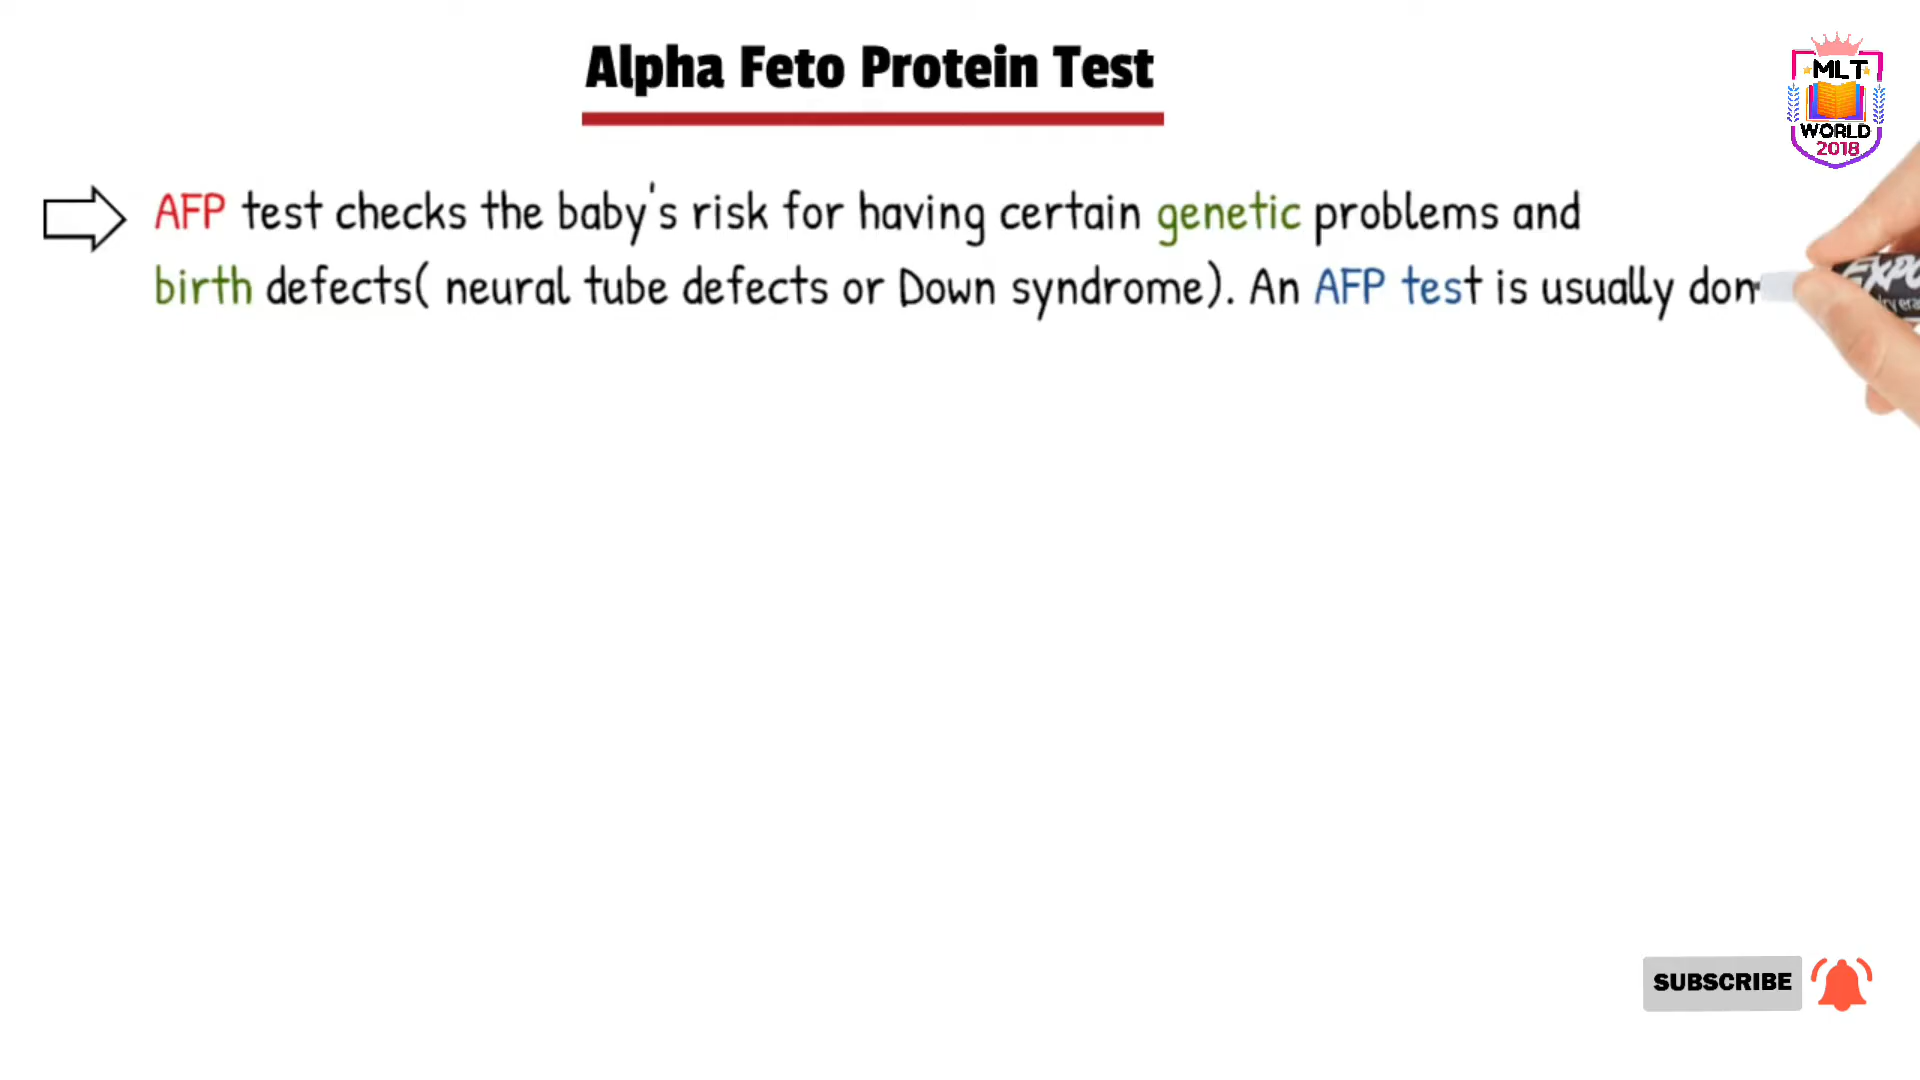 Alpha Feto Protein Test
MLT
WORLD
2018
AFP test checks the baby's risk for having certain genetic problems and
birth defects( neural tube defects or Down syndrome). An AFP test is usually don
EXPO
SUBSCRIBE